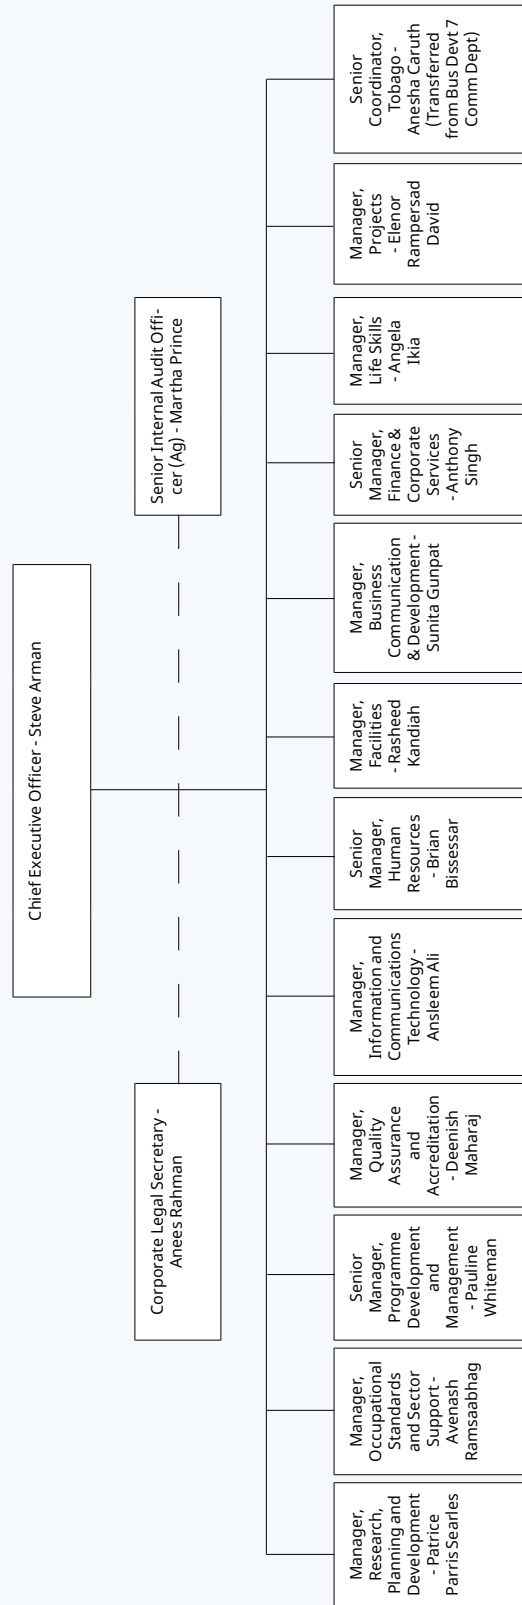 Chief Executive Officer - Steve Arman
Corporate Legal Secretary -
Anees Rahman
Senior Internal Audit Offi-
cer (Ag) - Martha Prince
Manager,
Research,
Planning and
Development
- Patrice
Parris Searles
Manager,
Occupational
Standards
and Sector
Support -
Avenash
Ramsaabhag
Senior
Manager,
Programme
Development
and
Management
- Pauline
Whiteman
Manager,
Quality
Assurance
and
Accreditation
- Deenish
Maharaj
Manager,
Information and
Communications
Technology -
Ansleem Ali
Senior
Manager,
Human
Resources
- Brian
Bissessar
Manager,
Facilities
- Rasheed
Kandiah
Manager,
Business
Communication
& Development -
Sunita Gunpat
Senior
Manager,
Finance &
Corporate
Services
- Anthony
Singh
Manager,
Life Skills
- Angela
Ikia
Manager,
Projects
- Elenor
Rampersad
David
Senior
Coordinator,
Tobago -
Anesha Caruth
(Transferred
from Bus Devt 7
Comm Dept)